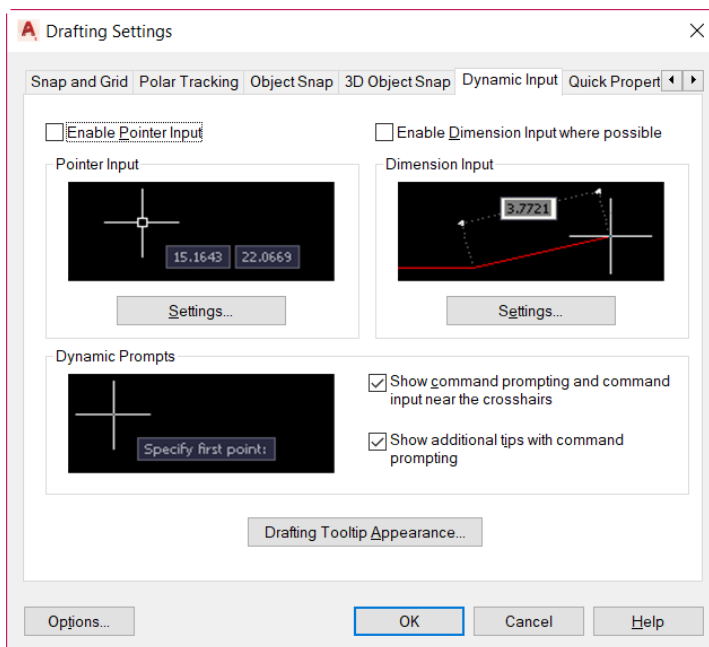 A Drafting Settings
Snap and Grid Polar Tracking Object Snap 3D Object Snap Dynamic Input Quick Propert
Enable Pointer Input Enable Dimension Input where possible
Pointer Input Dimension Input
3.7721
15.1643 22.0669
Settings... Settings...
Dynamic Prompts
Show command prompting and command
input near the crosshairs
Specify first point:
Show additional tips with command
prompting
Drafting Tooltip Appearance...
Options... OK Cancel Help